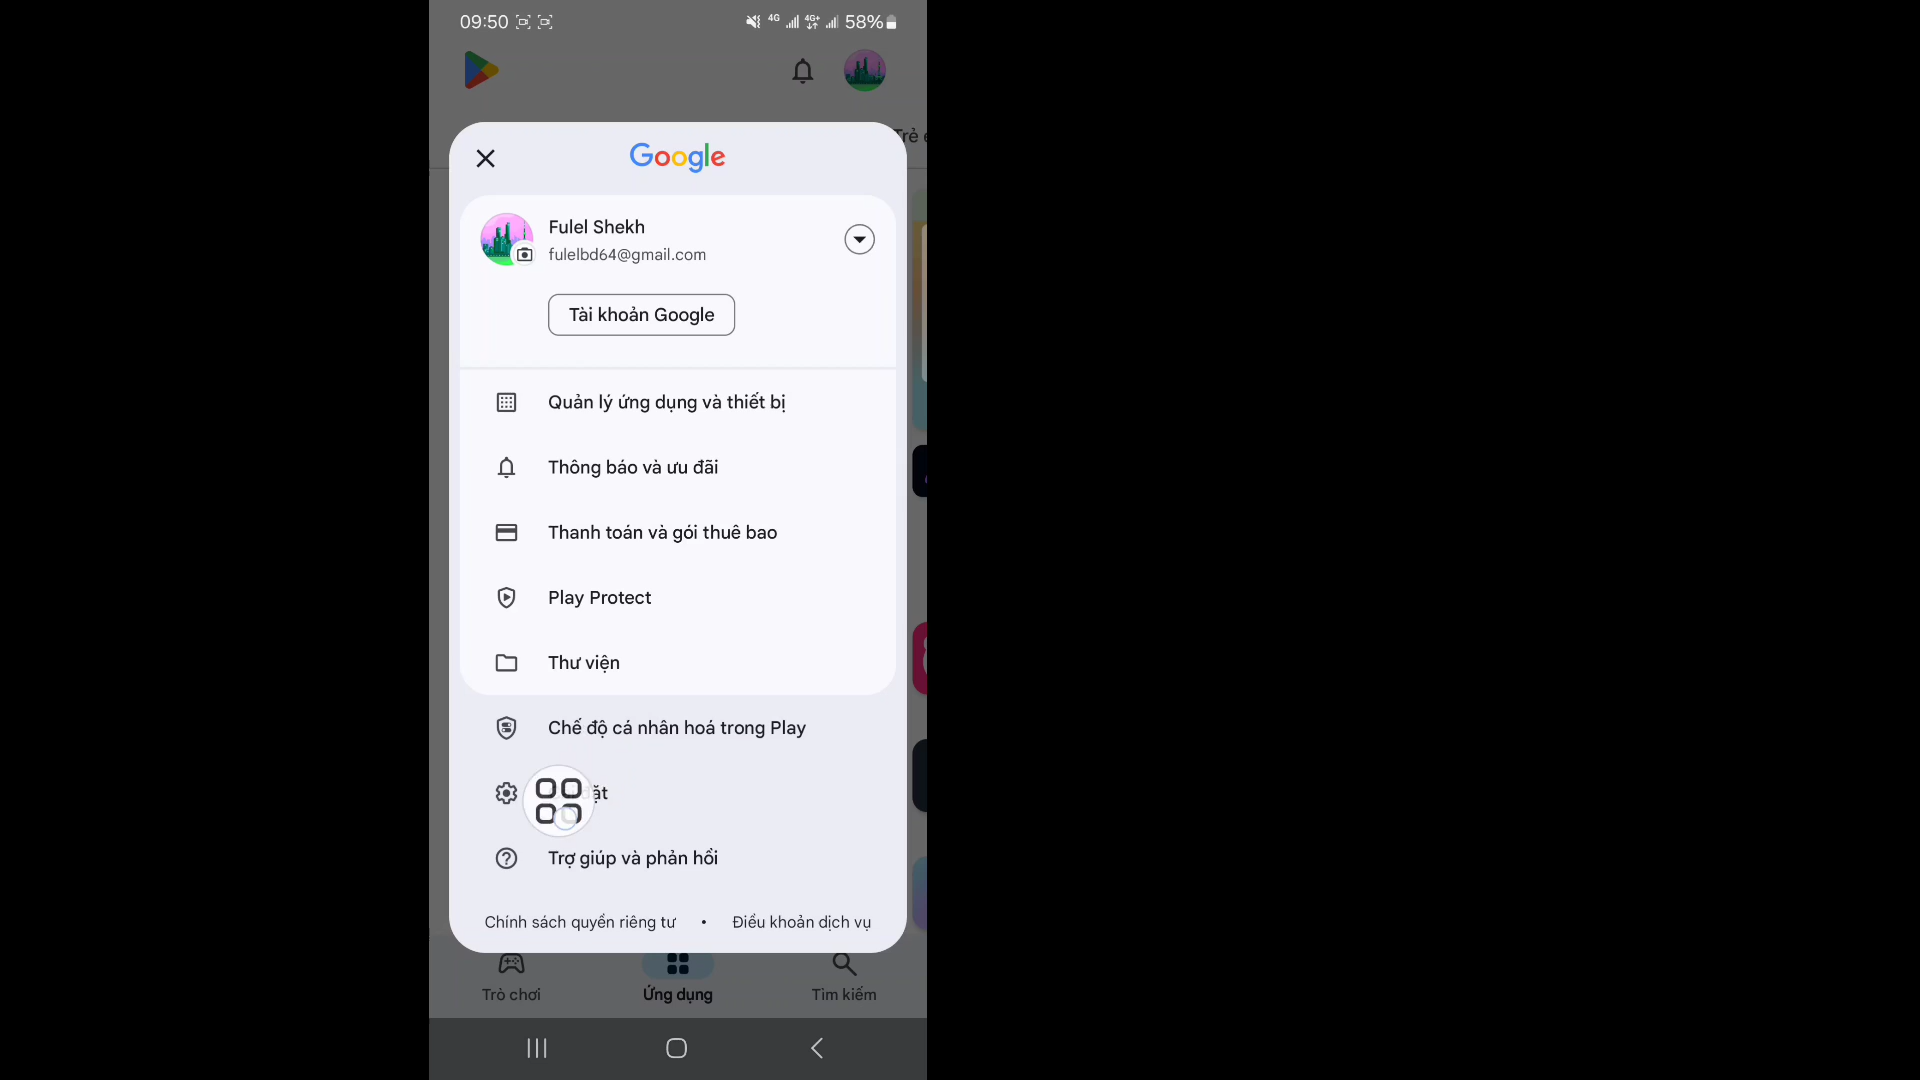 09:50 4G 4G+ 58%
Trẻ e
Google
Fulel Shekh
fulelbd64@gmail.com
Tài khoản Google
Quản lý ứng dụng và thiết bị
Thông báo và ưu đãi
Thanh toán và gói thuê bao
Play Protect
Thư viện
Chế độ cá nhân hoá trong Play
ặt
Trợ giúp và phản hồi
Chính sách quyền riêng tư • Điều khoản dịch vụ
Trò chơi Ứng dụng Tìm kiếm